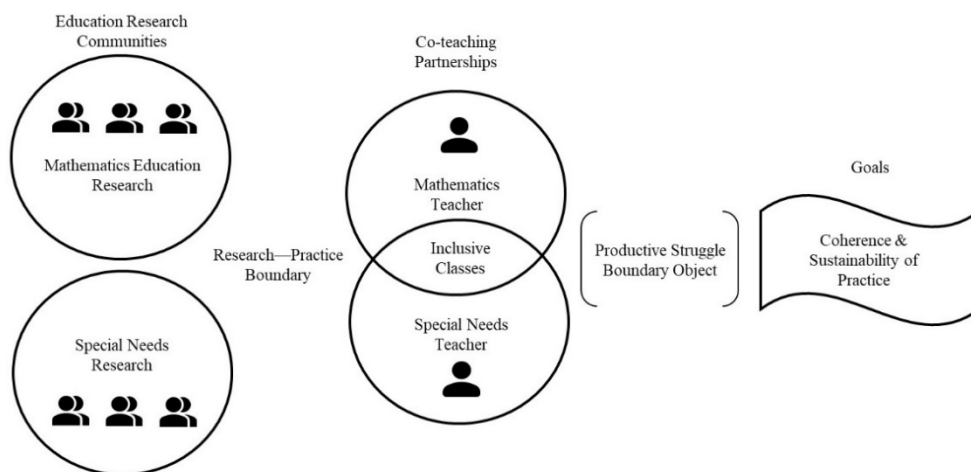 Education Research
Communities
Mathematics Education
Research
Special Needs
Research
Research—Practice
Boundary
Co-teaching
Partnerships
Mathematics
Teacher
Inclusive
Classes
Special Needs
Teacher
Productive Struggle
Boundary Object
Goals
Coherence &
Sustainability of
Practice